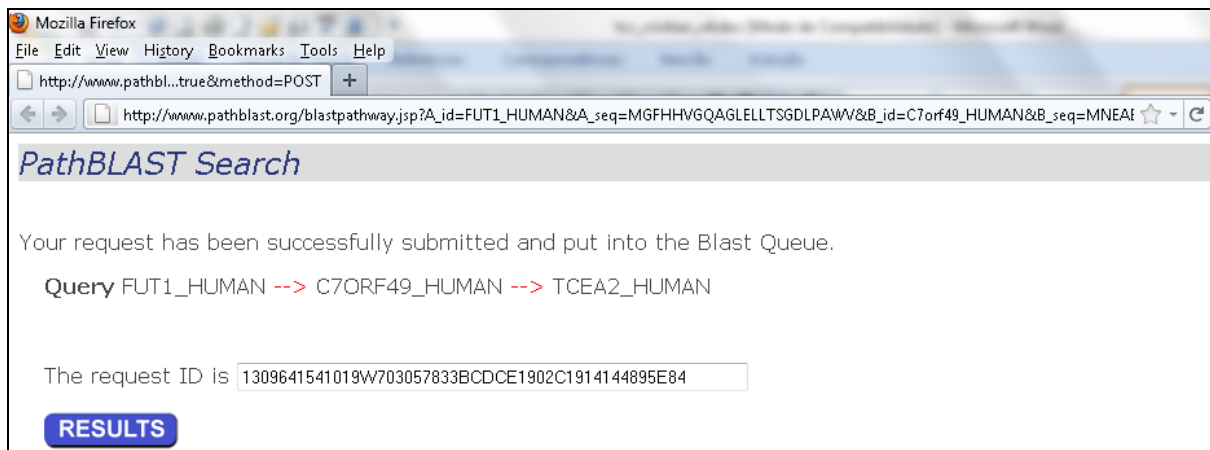 Mozilla Firefox
File Edit View History Bookmarks Tools Help
http://www.pathbl...true&method=POST +
http://www.pathblast.org/blastpathway.jsp?A_id=FUT1_HUMAN&A_seq=MGFHHVGQAGLELLTSGDLPAWV&B_id=C7orf49_HUMAN&B_seq=MNEAE
PathBLAST Search
Your request has been successfully submitted and put into the Blast Queue.
Query FUT1_HUMAN --> C7ORF49_HUMAN --> TCEA2_HUMAN
The request ID is 1309641541019W703057833BCDCE1902C1914144895E84
RESULTS